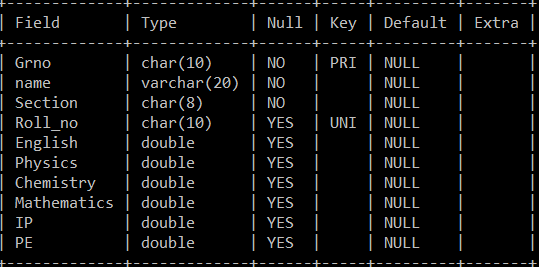 +-------------+-------------+------+-----+---------+-------+
| Field       | Type        | Null | Key | Default | Extra |
+-------------+-------------+------+-----+---------+-------+
| Grno        | char(10)    | NO   | PRI | NULL    |       |
| name        | varchar(20) | NO   |     | NULL    |       |
| Section     | char(8)     | NO   |     | NULL    |       |
| Roll_no     | char(10)    | YES  | UNI | NULL    |       |
| English     | double      | YES  |     | NULL    |       |
| Physics     | double      | YES  |     | NULL    |       |
| Chemistry   | double      | YES  |     | NULL    |       |
| Mathematics | double      | YES  |     | NULL    |       |
| IP          | double      | YES  |     | NULL    |       |
| PE          | double      | YES  |     | NULL    |       |
+-------------+-------------+------+-----+---------+-------+